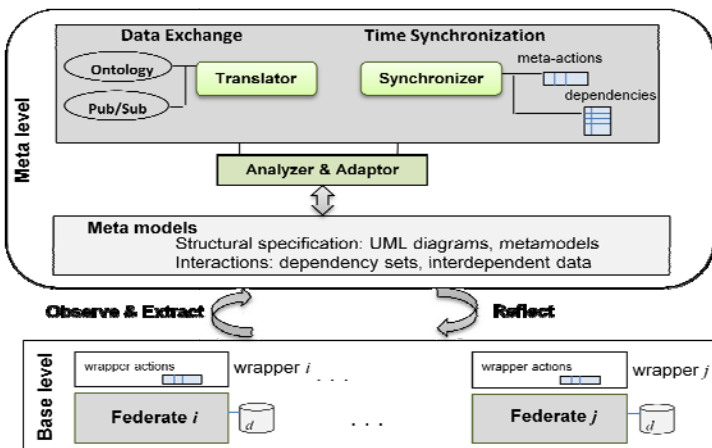 Meta level
Data Exchange
Time Synchronization
Ontology
Pub/Sub
Translator
Synchronizer
meta-actions
dependencies
Analyzer & Adaptor
Meta models
Structural specification: UML diagrams, metamodels
Interactions: dependency sets, interdependent data
Observe & Extract
Reflect
Base level
wrapper actions
wrapper i
. . .
wrapper actions
wrapper j
Federate i
d
. . .
Federate j
d